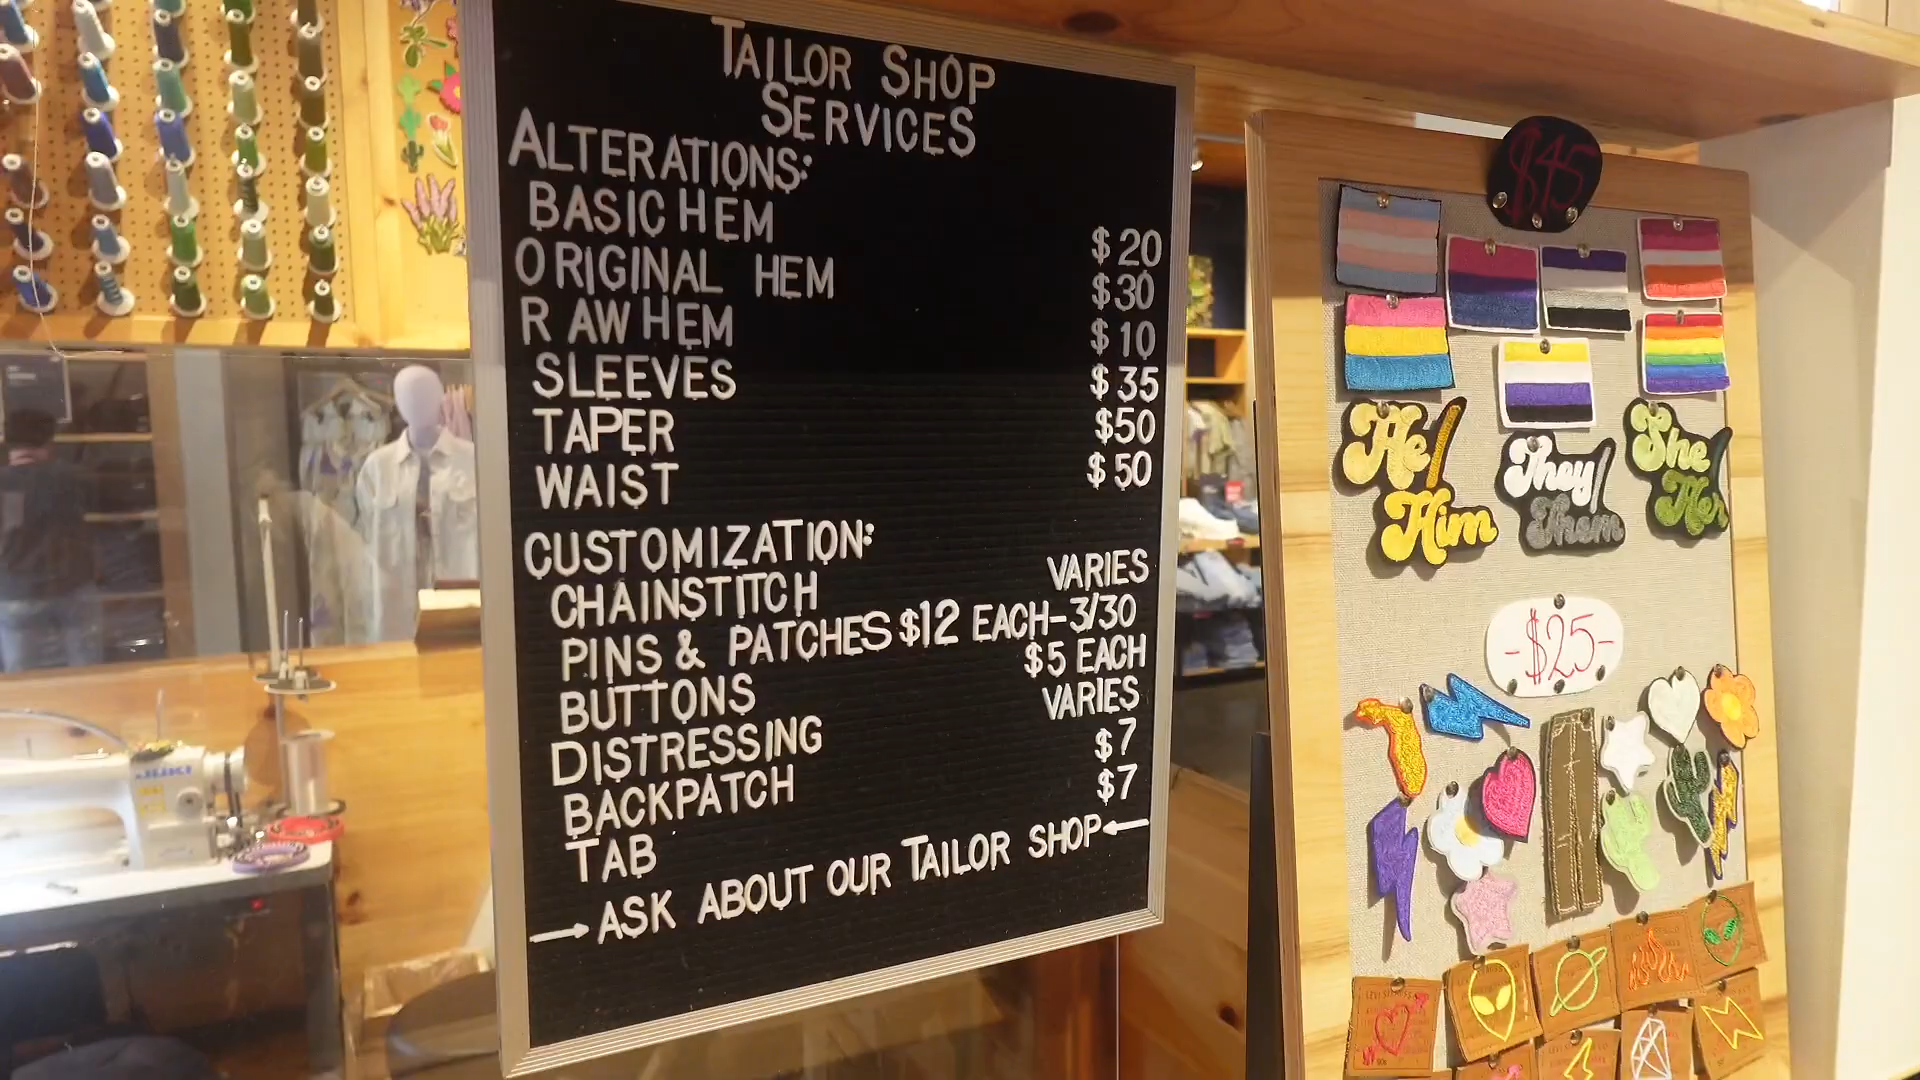 TAILOR SHOP
SERVICES
ALTERATIONS:
BASIC HEM $20
ORIGINAL HEM $30
RAW HEM $10
SLEEVES $35
TAPER $50
WAIST $50
CUSTOMIZATION:
CHAINSTITCH VARIES
PINS & PATCHES $12 EACH-3/30
BUTTONS $5 EACH
DISTRESSING VARIES
BACKPATCH $7
TAB $7
→ASK ABOUT OUR TAILOR SHOP←
$45
He/
Him
They/
Them
She/
Her
-$25-
JUKI